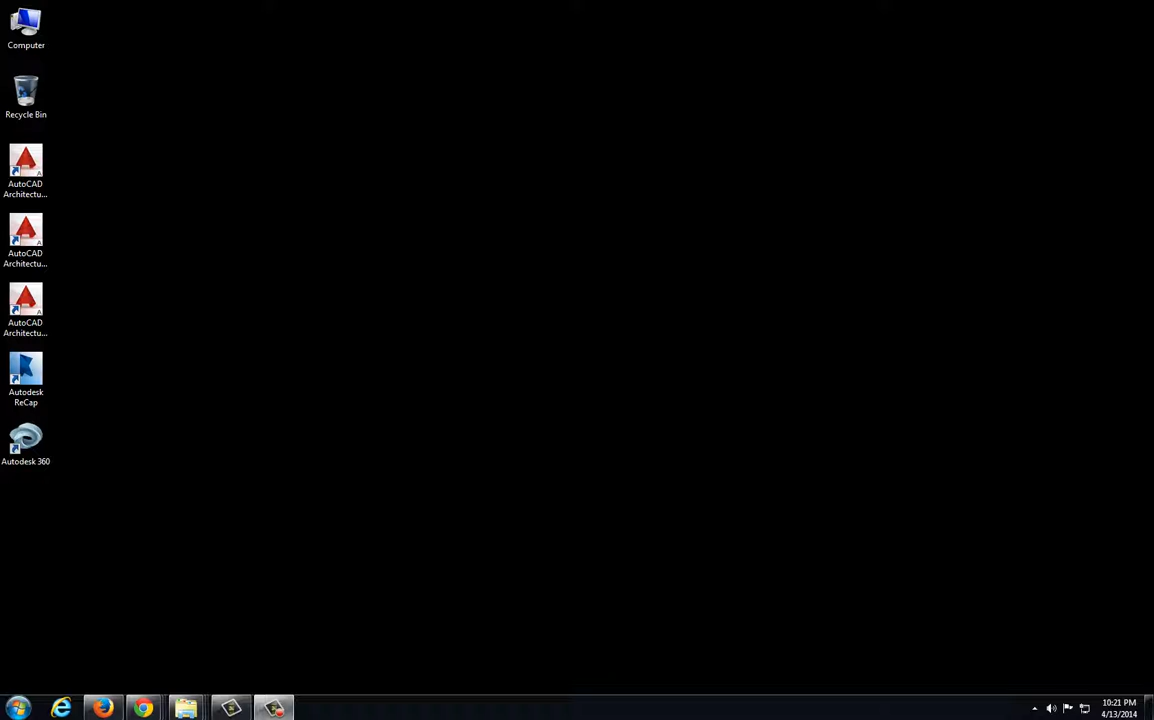 Computer
Recycle Bin
AutoCAD
Architectu...
AutoCAD
Architectu...
AutoCAD
Architectu...
Autodesk
ReCap
Autodesk 360
10:21 PM
4/13/2014